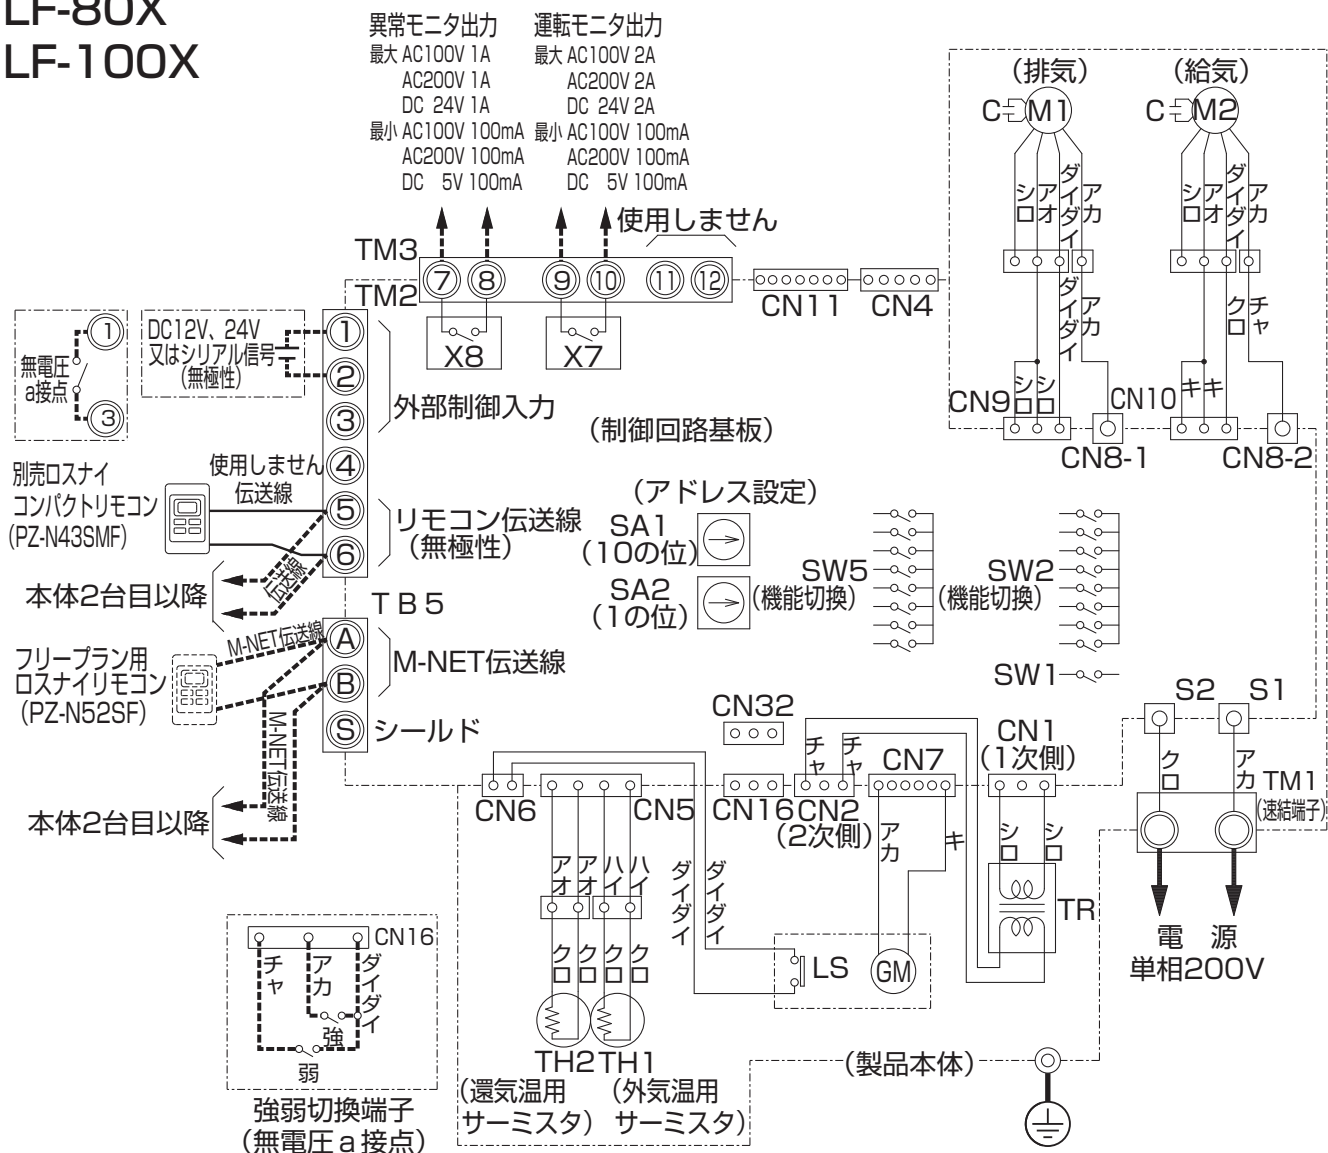 LF-80X
LF-100X
異常モニタ出力
最大 AC100V 1A
AC200V 1A
DC 24V 1A
最小 AC100V 100mA
AC200V 100mA
DC 5V 100mA
運転モニタ出力
最大 AC100V 2A
AC200V 2A
DC 24V 2A
最小 AC100V 100mA
AC200V 100mA
DC 5V 100mA
使用しません
(排気)
C M1
シロ
アオ
ダイダイ
アカ
ダイダイ
アカ
シロ
シロ
(給気)
C M2
シロ
アオ
ダイダイ
アカ
クロ
チャ
キ
キ
TM3
⑦ ⑧ ⑨ ⑩ ⑪ ⑫
TM2
X8
X7
CN11
CN4
CN9
CN8-1
CN10
CN8-2
無電圧
a接点
①
③
DC12V、24V
又はシリアル信号
(無極性)
①
②
③
④
⑤
⑥
外部制御入力
(制御回路基板)
別売ロスナイ
コンパクトリモコン
(PZ-N43SMF)
使用しません
伝送線
リモコン伝送線
(無極性)
伝送線
本体2台目以降
(アドレス設定)
SA1
(10の位)
SA2
(1の位)
SW5
(機能切換)
SW2
(機能切換)
SW1
TB5
Ⓐ
Ⓑ
Ⓢ
M-NET伝送線
シールド
フリープラン用
ロスナイリモコン
(PZ-N52SF)
M-NET伝送線
M-NET伝送線
本体2台目以降
CN32
CN6
CN5
CN16
CN2
(2次側)
チャ
チャ
CN7
CN1
(1次側)
S2
S1
クロ
アカ
TM1
(速結端子)
電 源
単相200V
アオ
アオ
ハイ
ハイ
クロ
クロ
クロ
クロ
ダイダイ
ダイダイ
アカ
キ
シロ
シロ
TR
LS
GM
TH2
(還気温用
サーミスタ)
TH1
(外気温用
サーミスタ)
(製品本体)
CN16
チャ
アカ
ダイダイ
強
弱
強弱切換端子
(無電圧a接点)